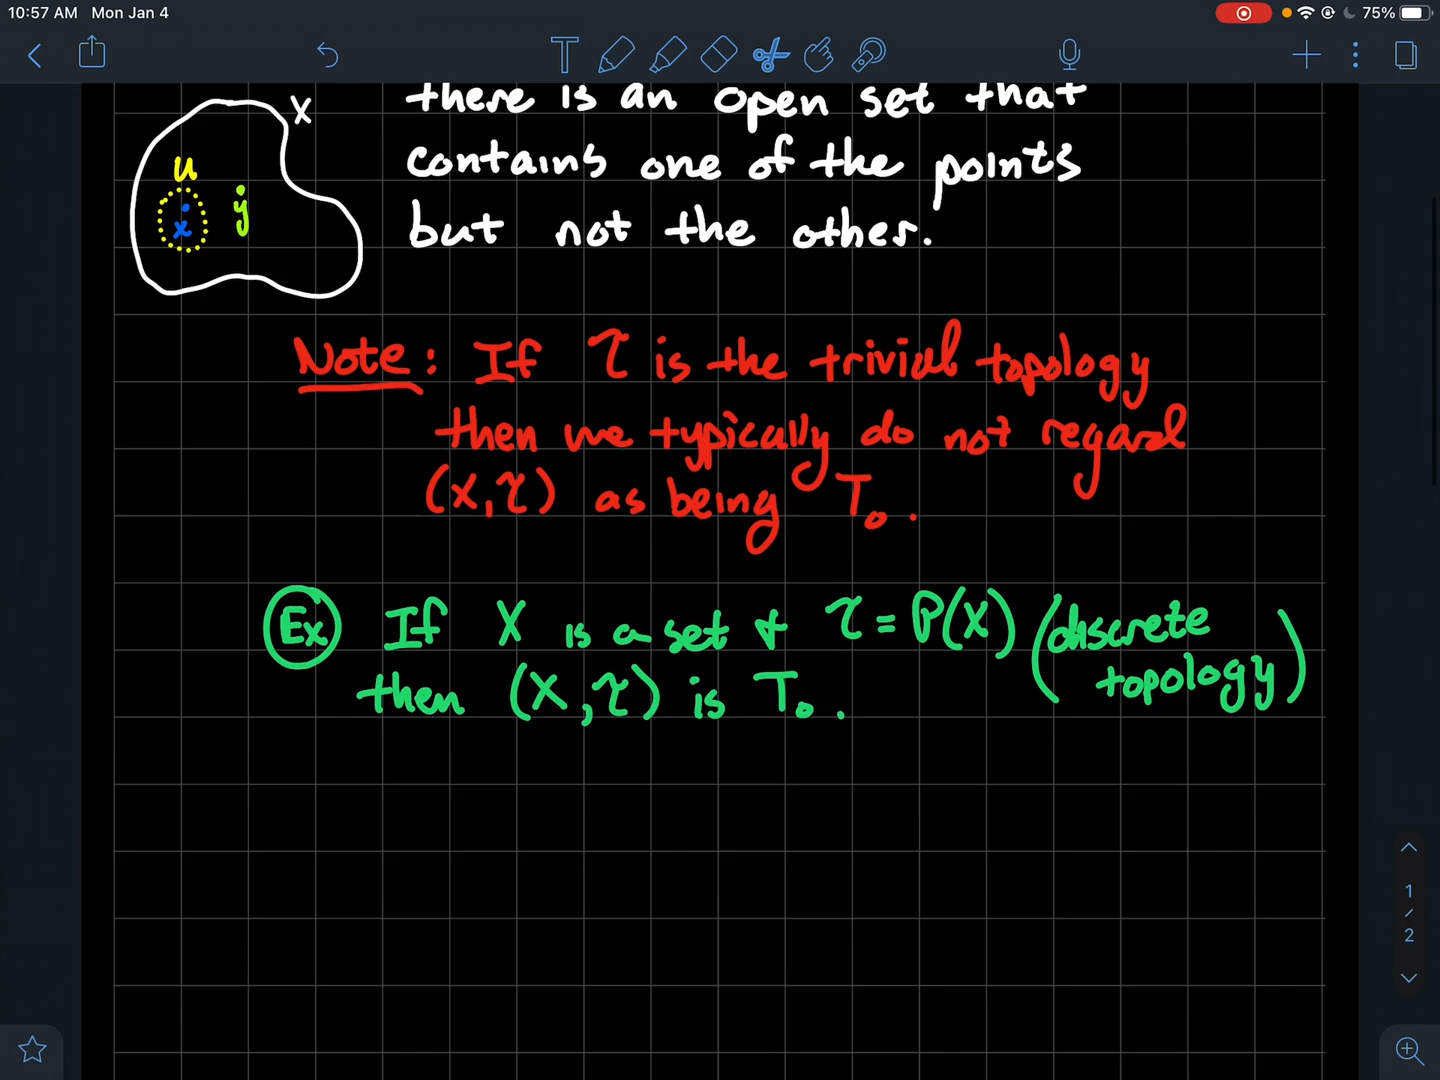 10:57 AM Mon Jan 4
75%
X
there is an open set that
contains one of the points
but not the other.
U
x
y
Note: If τ is the trivial topology
then we typically do not regard
(X,τ) as being T₀.
Ex If X is a set & τ = P(X) (discrete topology)
then (X,τ) is T₀.
1
/
2